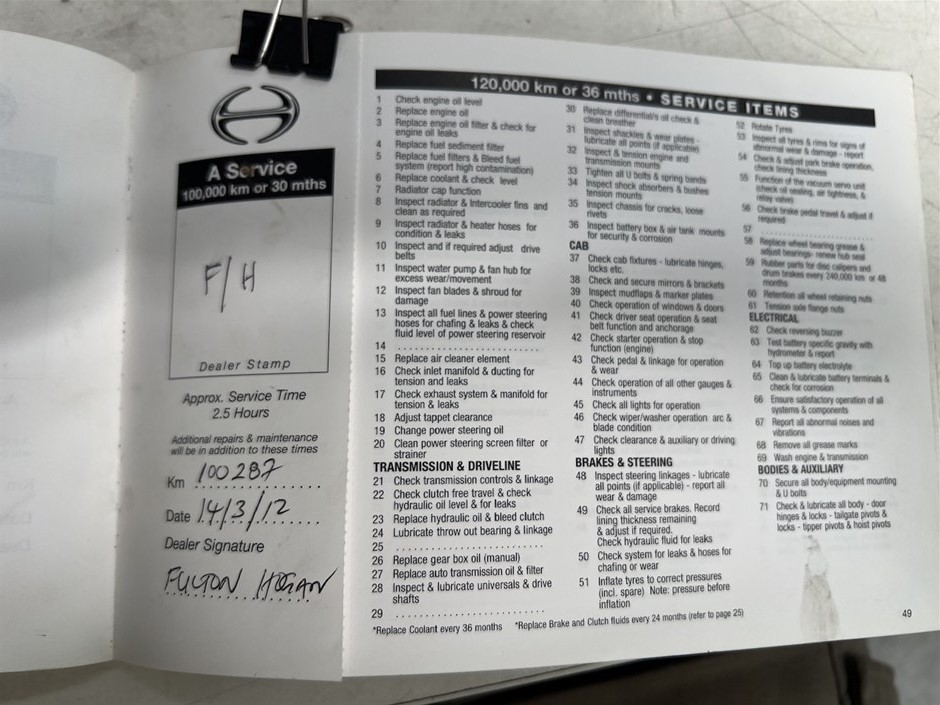 A Service
100,000 km or 30 mths
F/H
Dealer Stamp
Approx. Service Time
2.5 Hours
Additional repairs & maintenance
will be in addition to these times
Km 100287
Date 14/3/12
Dealer Signature
FULTON HOGAN
120,000 km or 36 mths • SERVICE ITEMS
1 Check engine oil level
2 Replace engine oil
3 Replace engine oil filter & check for
engine oil leaks
4 Replace fuel sediment filter
5 Replace fuel filters & Bleed fuel
system (report high contamination)
6 Replace coolant & check level
7 Radiator cap function
8 Inspect radiator & Intercooler fins and
clean as required
9 Inspect radiator & heater hoses for
condition & leaks
10 Inspect and if required adjust drive
belts
11 Inspect water pump & fan hub for
excess wear/movement
12 Inspect fan blades & shroud for
damage
13 Inspect all fuel lines & power steering
hoses for chafing & leaks & check
fluid level of power steering reservoir
14 ..............................
15 Replace air cleaner element
16 Check inlet manifold & ducting for
tension and leaks
17 Check exhaust system & manifold for
tension & leaks
18 Adjust tappet clearance
19 Change power steering oil
20 Clean power steering screen filter or
strainer
TRANSMISSION & DRIVELINE
21 Check transmission controls & linkage
22 Check clutch free travel & check
hydraulic oil level & for leaks
23 Replace hydraulic oil & bleed clutch
24 Lubricate throw out bearing & linkage
25 ..............................
26 Replace gear box oil (manual)
27 Replace auto transmission oil & filter
28 Inspect & lubricate universals & drive
shafts
29 ..............................
30 Replace differential/s oil check &
clean breather
31 Inspect shackles & wear plates -
lubricate all points (if applicable)
32 Inspect & tension engine and
transmission mounts
33 Tighten all U bolts & spring bands
34 Inspect shock absorbers & bushes
tension mounts
35 Inspect chassis for cracks, loose
rivets
36 Inspect battery box & air tank mounts
for security & corrosion
CAB
37 Check cab fixtures - lubricate hinges,
locks etc.
38 Check and secure mirrors & brackets
39 Inspect mudflaps & marker plates
40 Check operation of windows & doors
41 Check driver seat operation & seat
belt function and anchorage
42 Check starter operation & stop
function (engine)
43 Check pedal & linkage for operation
& wear
44 Check operation of all other gauges &
instruments
45 Check all lights for operation
46 Check wiper/washer operation arc &
blade condition
47 Check clearance & auxiliary or driving
lights
BRAKES & STEERING
48 Inspect steering linkages - lubricate
all points (if applicable) - report all
wear & damage
49 Check all service brakes. Record
lining thickness remaining
& adjust if required.
Check hydraulic fluid for leaks
50 Check system for leaks & hoses for
chafing or wear
51 Inflate tyres to correct pressures
(incl. spare) Note: pressure before
inflation
52 Rotate Tyres
53 Inspect all tyres & rims for signs of
abnormal wear & damage - report
54 Check & adjust park brake operation,
check lining thickness
55 Function of the vacuum servo unit
(check oil sealing, air tightness, &
relay valve)
56 Check brake pedal travel & adjust if
required
57 ..............................
58 Replace wheel bearing grease &
adjust bearings- renew hub seal
59 Rubber parts for disc calipers and
drum brakes every 240,000 km or 48
months
60 Retention all wheel retaining nuts
61 Tension axle flange nuts
ELECTRICAL
62 Check reversing buzzer
63 Test battery specific gravity with
hydrometer & report
64 Top up battery electrolyte
65 Clean & lubricate battery terminals &
check for corrosion
66 Ensure satisfactory operation of all
systems & components
67 Report all abnormal noises and
vibrations
68 Remove all grease marks
69 Wash engine & transmission
BODIES & AUXILIARY
70 Secure all body/equipment mounting
& U bolts
71 Check & lubricate all body - door
hinges & locks - tailgate pivots &
locks - tipper pivots & hoist pivots
*Replace Coolant every 36 months *Replace Brake and Clutch fluids every 24 months (refer to page 25)
49